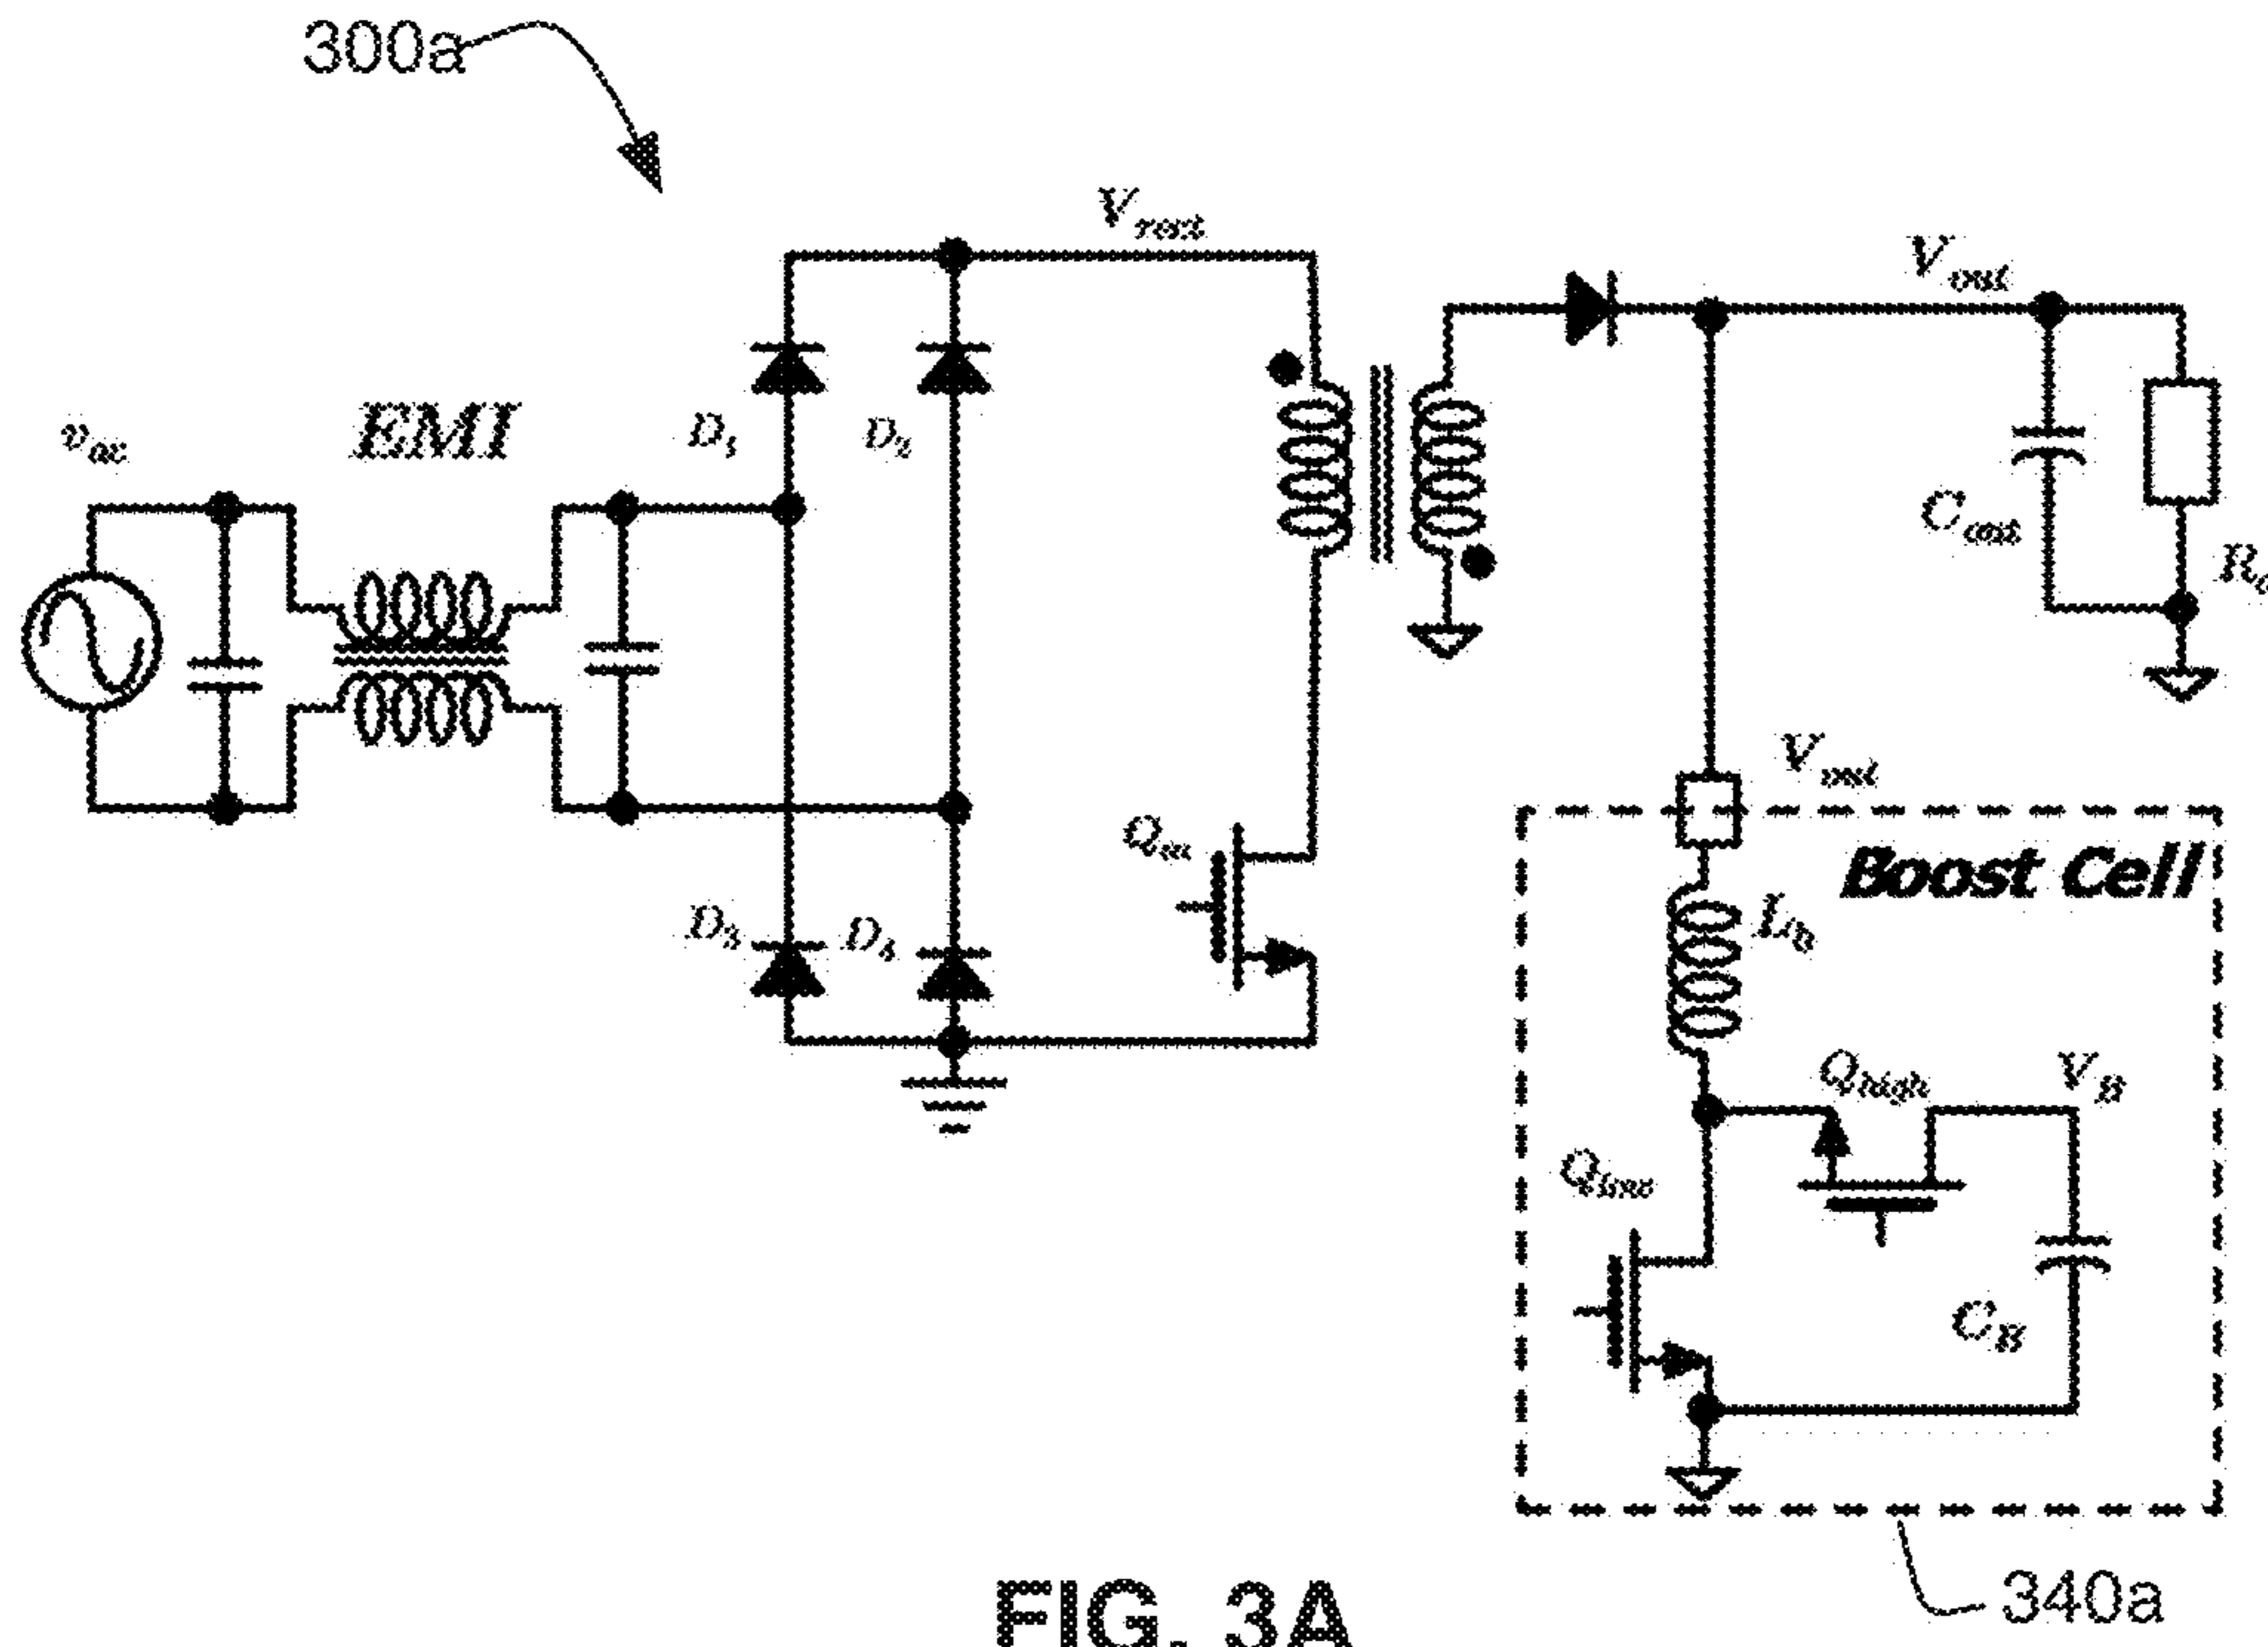 300a
V_rect
V_out
v_ac
EMI
D_1
D_2
C_out
V_out
Q_m
Boost Cell
D_3
D_4
L_B
Q_high
V_B
Q_low
C_B
340a
FIG. 3A